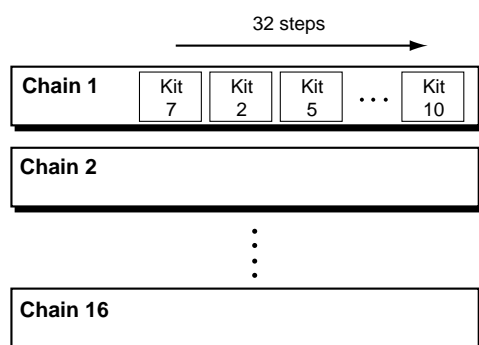 32 steps
Chain 1
Kit 7
Kit 2
Kit 5
...
Kit 10
Chain 2
Chain 16